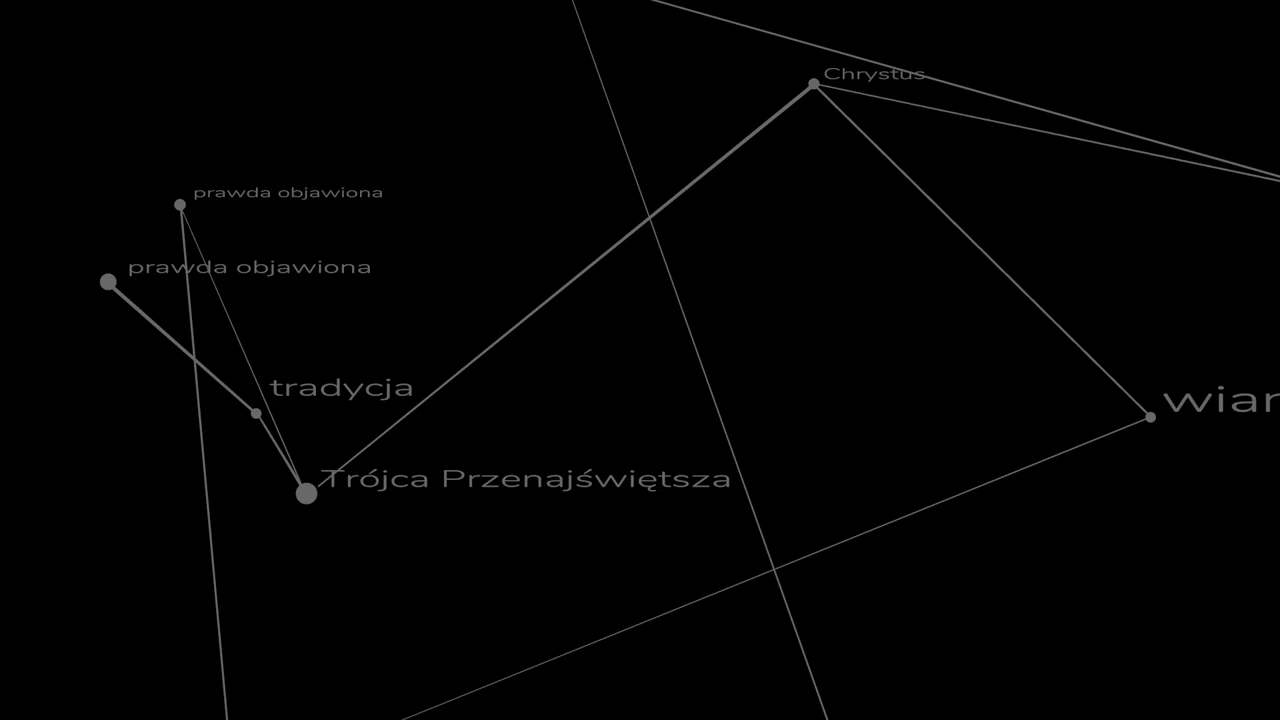 Chrystus
prawda objawiona
prawda objawiona
tradycja
Trójca Przenajświętsza